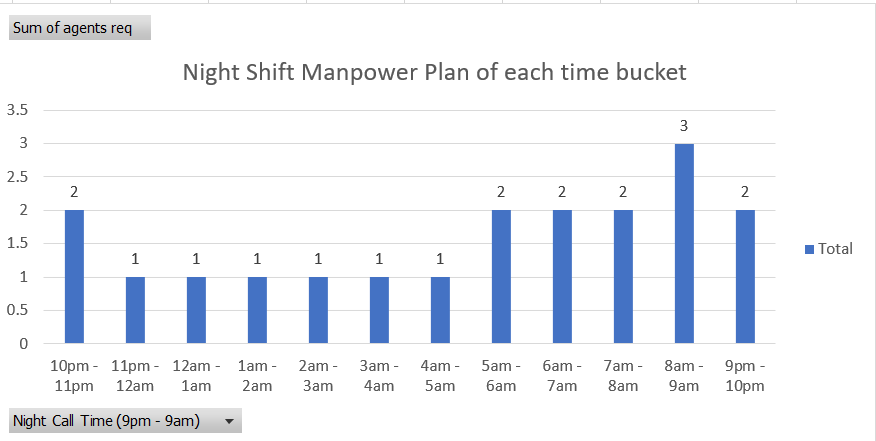 Sum of agents req
Night Shift Manpower Plan of each time bucket
3.5
3
2.5
2
1.5
1
0.5
0
2
1
1
1
1
1
1
2
2
2
3
2
10pm - 11pm
11pm - 12am
12am - 1am
1am - 2am
2am - 3am
3am - 4am
4am - 5am
5am - 6am
6am - 7am
7am - 8am
8am - 9am
9pm - 10pm
Total
Night Call Time (9pm - 9am)